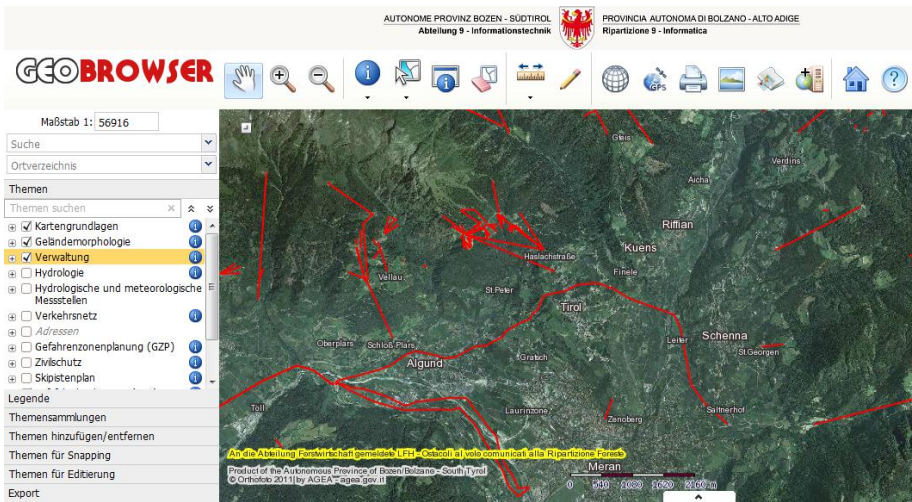 AUTONOME PROVINZ BOZEN - SÜDTIROL
Abteilung 9 - Informationstechnik
PROVINCIA AUTONOMA DI BOLZANO - ALTO ADIGE
Ripartizione 9 - Informatica
GEOBROWSER
GPS
Maßstab 1: 56916
Suche
Ortverzeichnis
Themen
Themen suchen
Kartengrundlagen
Geländemorphologie
Verwaltung
Hydrologie
Hydrologische und meteorologische
Messstellen
Verkehrsnetz
Adressen
Gefahrenzonenplanung (GZP)
Zivilschutz
Skipistenplan
Legende
Themensammlungen
Themen hinzufügen/entfernen
Themen für Snapping
Themen für Editierung
Export
Gfeis
Verdins
Aicha
Riffian
Kuens
Haslachstraße
Finele
Vellau
St.Peter
Tirol
Schenna
Leiter
St.Georgen
Oberplars
Schloß Plars
Algund
Gratsch
Töll
Laurinzone
Zenoberg
Saltnerhof
An die Abteilung Forstwirtschaft gemeldete LFH - Ostacoli al volo comunicati alla Ripartizione Foreste
Meran
Product of the Autonomous Province of Bozen/Bolzano - South Tyrol
© Orthofoto 2011 by AGEA - agea.gov.it
0 540 1080 1620 2160 m